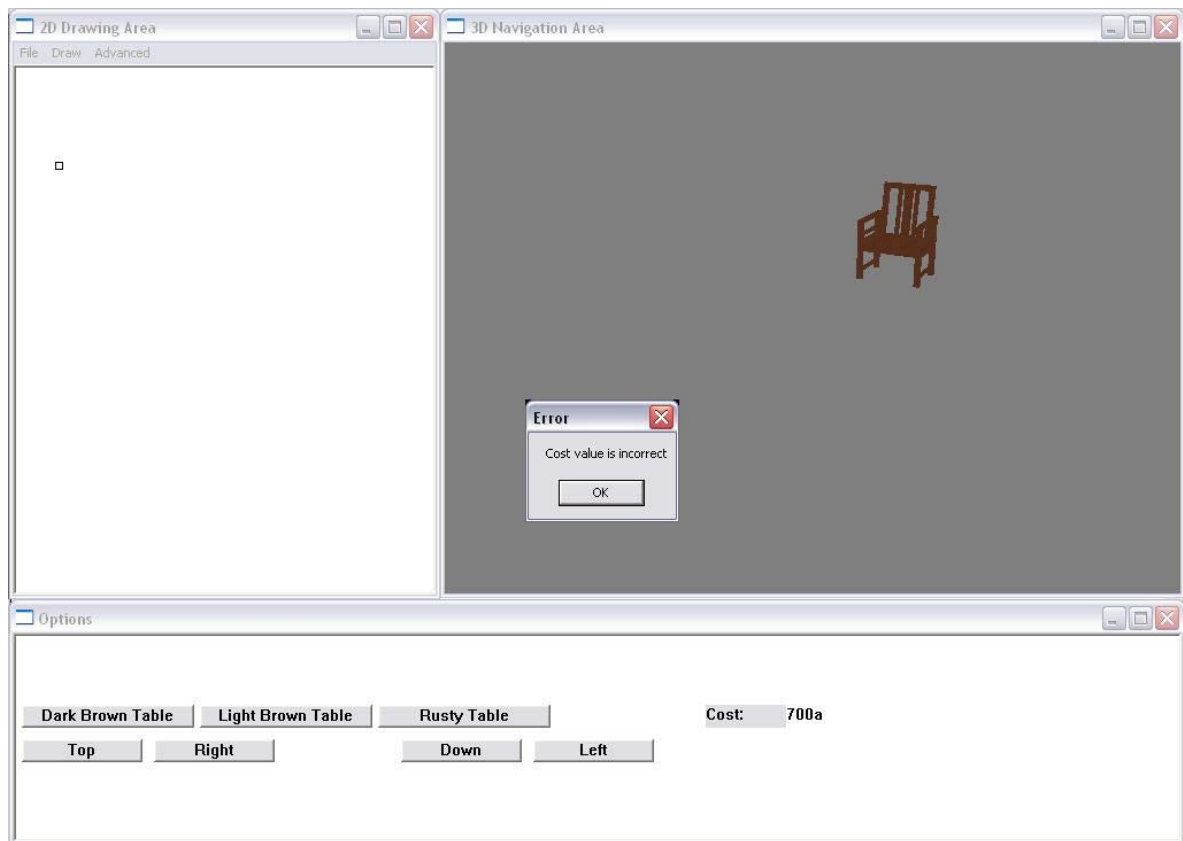 2D Drawing Area
File Draw Advanced
3D Navigation Area
Error
Cost value is incorrect
OK
Options
Dark Brown Table Light Brown Table Rusty Table Cost: 700a
Top Right Down Left